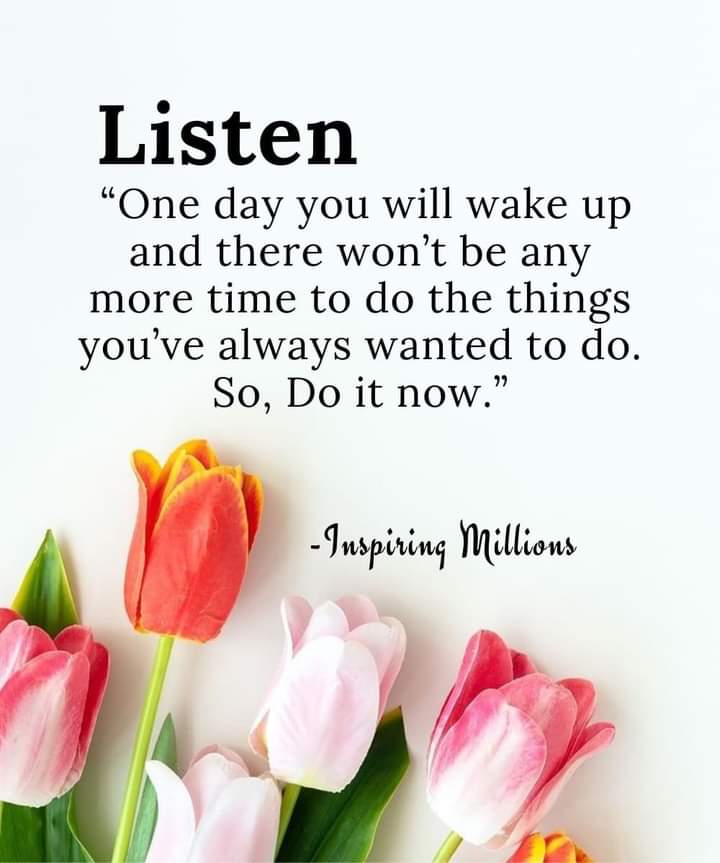 Listen
“One day you will wake up
and there won’t be any
more time to do the things
you’ve always wanted to do.
So, Do it now.”
-Inspiring Millions